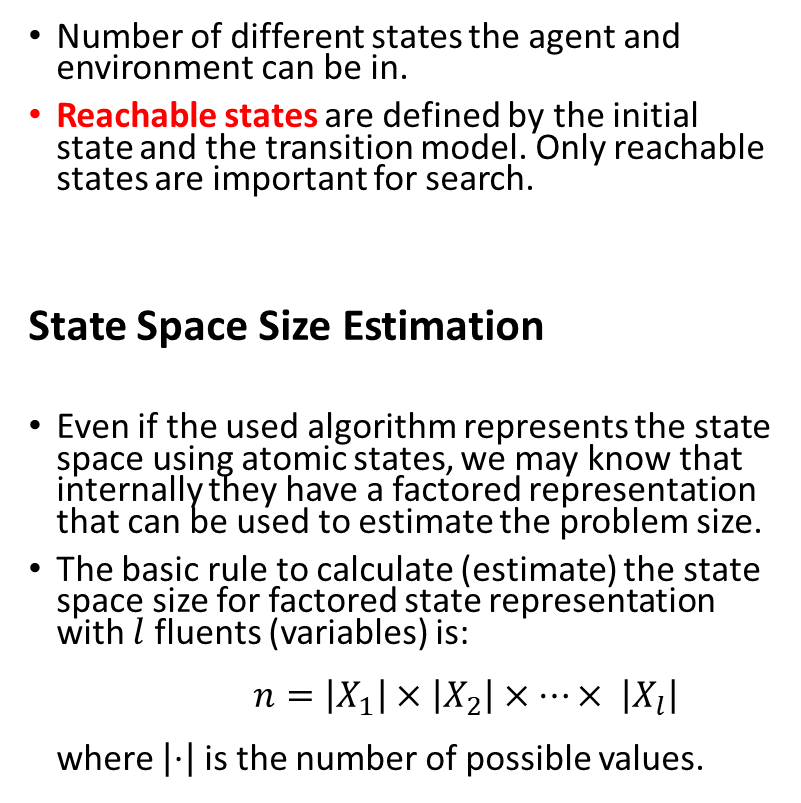 • Number of different states the agent and
environment can be in.
• Reachable states are defined by the initial
state and the transition model. Only reachable
states are important for search.
State Space Size Estimation
• Even if the used algorithm represents the state
space using atomic states, we may know that
internally they have a factored representation
that can be used to estimate the problem size.
• The basic rule to calculate (estimate) the state
space size for factored state representation
with 𝑙 fluents (variables) is:
𝑛 = |𝑋₁| × |𝑋₂| × ⋯ × |𝑋ₗ|
where |·| is the number of possible values.